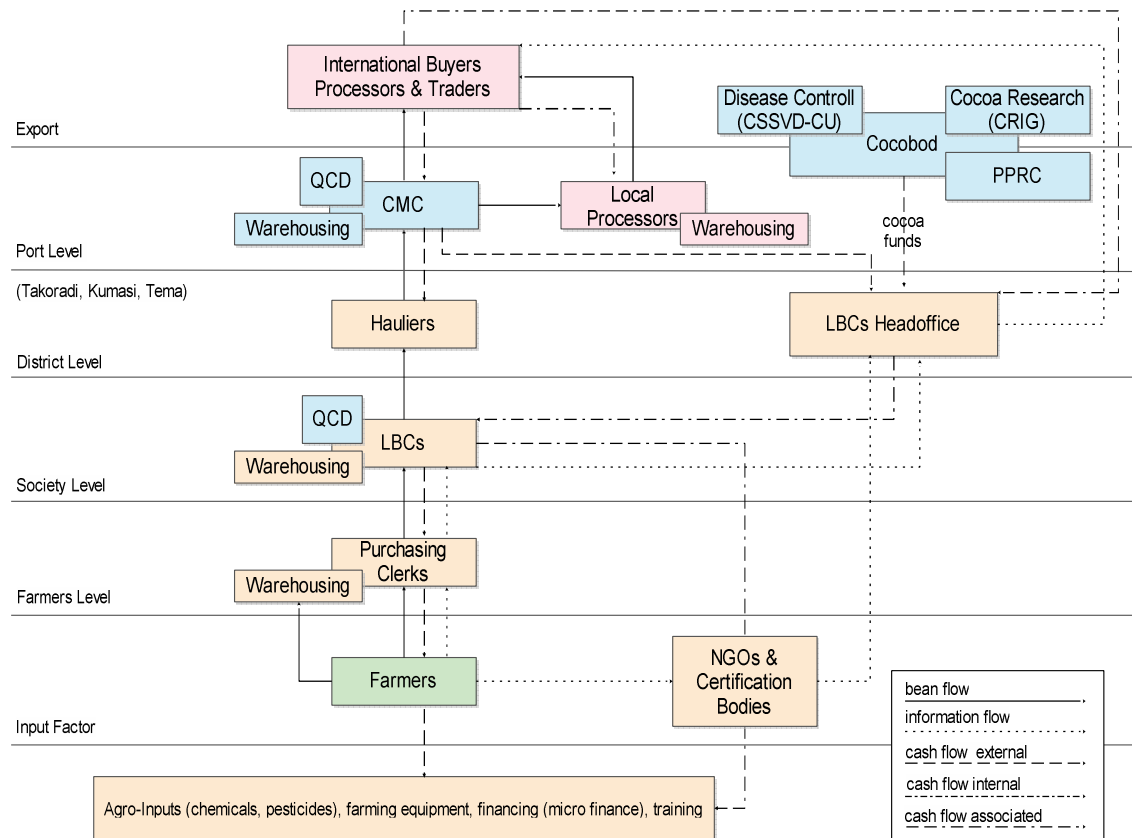 International Buyers
Processors & Traders
Disease Controll
(CSSVD-CU)
Cocoa Research
(CRIG)
Cocobod
PPRC
Export
QCD
CMC
Warehousing
Local
Processors
Warehousing
cocoa
funds
Port Level
(Takoradi, Kumasi, Tema)
Hauliers
LBCs Headoffice
District Level
QCD
LBCs
Warehousing
Society Level
Purchasing
Clerks
Warehousing
Farmers Level
Farmers
NGOs &
Certification
Bodies
Input Factor
bean flow
information flow
cash flow external
cash flow internal
cash flow associated
Agro-Inputs (chemicals, pesticides), farming equipment, financing (micro finance), training